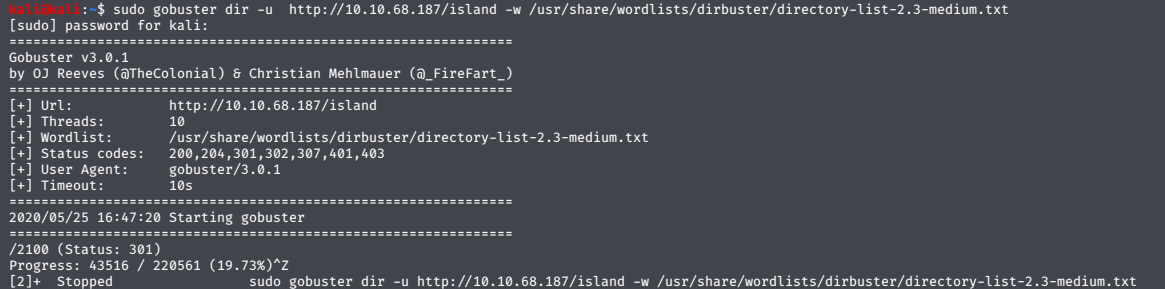 kali@kali:~$ sudo gobuster dir -u  http://10.10.68.187/island -w /usr/share/wordlists/dirbuster/directory-list-2.3-medium.txt
[sudo] password for kali:
===============================================================
Gobuster v3.0.1
by OJ Reeves (@TheColonial) & Christian Mehlmauer (@_FireFart_)
===============================================================
[+] Url:            http://10.10.68.187/island
[+] Threads:        10
[+] Wordlist:       /usr/share/wordlists/dirbuster/directory-list-2.3-medium.txt
[+] Status codes:   200,204,301,302,307,401,403
[+] User Agent:     gobuster/3.0.1
[+] Timeout:        10s
===============================================================
2020/05/25 16:47:20 Starting gobuster
===============================================================
/2100 (Status: 301)
Progress: 43516 / 220561 (19.73%)^Z
[2]+  Stopped                 sudo gobuster dir -u http://10.10.68.187/island -w /usr/share/wordlists/dirbuster/directory-list-2.3-medium.txt